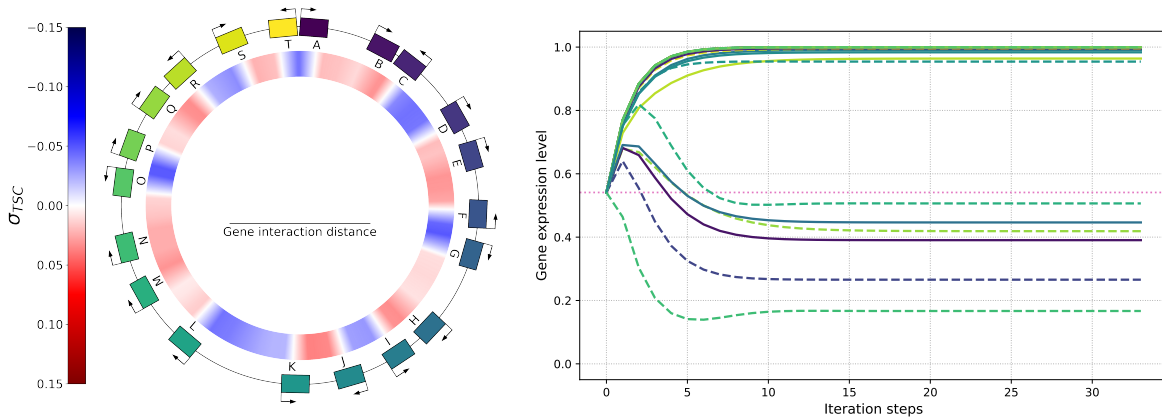 −0.15
−0.10
−0.05
0.00
0.05
0.10
0.15
σTSC
A
B
C
D
E
F
G
H
I
J
K
L
M
N
O
P
Q
R
S
T
Gene interaction distance
1.0
0.8
0.6
0.4
0.2
0.0
Gene expression level
0 5 10 15 20 25 30
Iteration steps